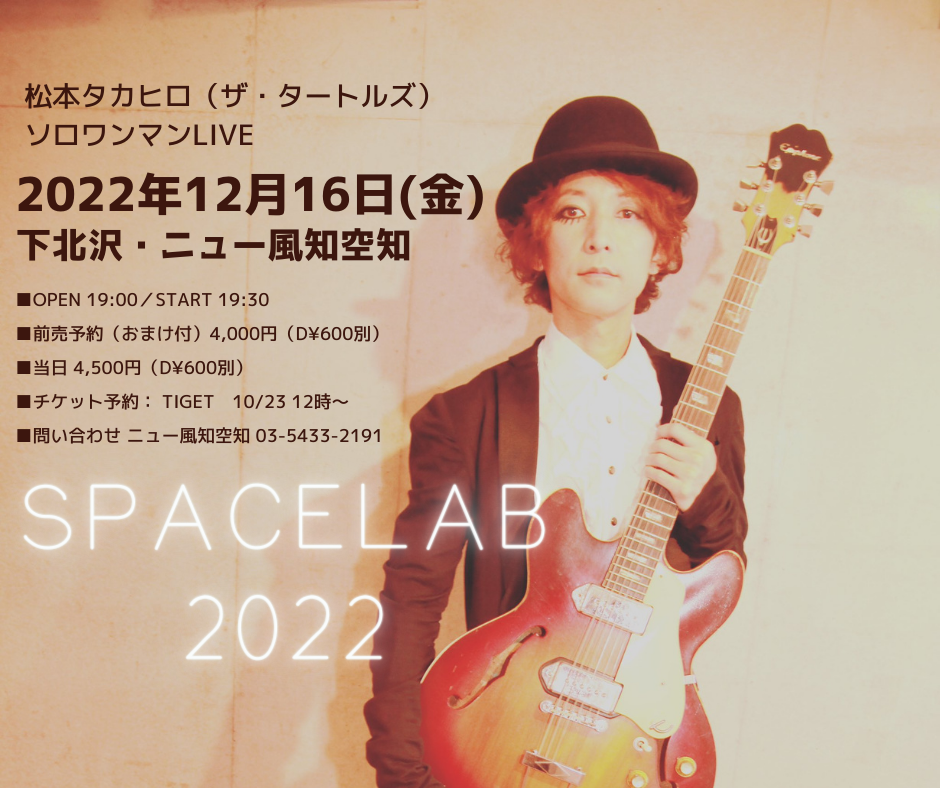 松本タカヒロ（ザ・タートルズ）
ソロワンマンLIVE
2022年12月16日(金)
下北沢・ニュー風知空知
■OPEN 19:00／START 19:30
■前売予約（おまけ付）4,000円（D¥600別）
■当日 4,500円（D¥600別）
■チケット予約： TIGET　10/23 12時～
■問い合わせ ニュー風知空知 03-5433-2191
SPACELAB
2022
Epiphone